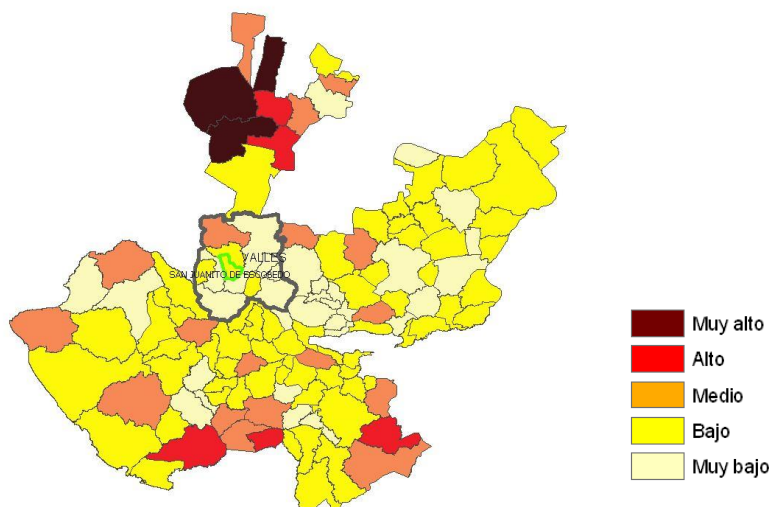 VALLES
SAN JUANITO DE ESCOBEDO
Muy alto
Alto
Medio
Bajo
Muy bajo